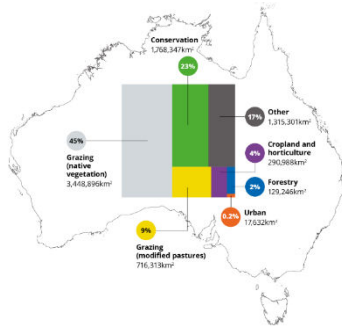 Conservation
1,768,347km²
23%
45%
Grazing
(native
vegetation)
3,448,896km²
17%
Other
1,315,301km²
4%
Cropland and
horticulture
290,988km²
2%
Forestry
129,246km²
0.2%
Urban
17,632km²
9%
Grazing
(modified pastures)
716,313km²